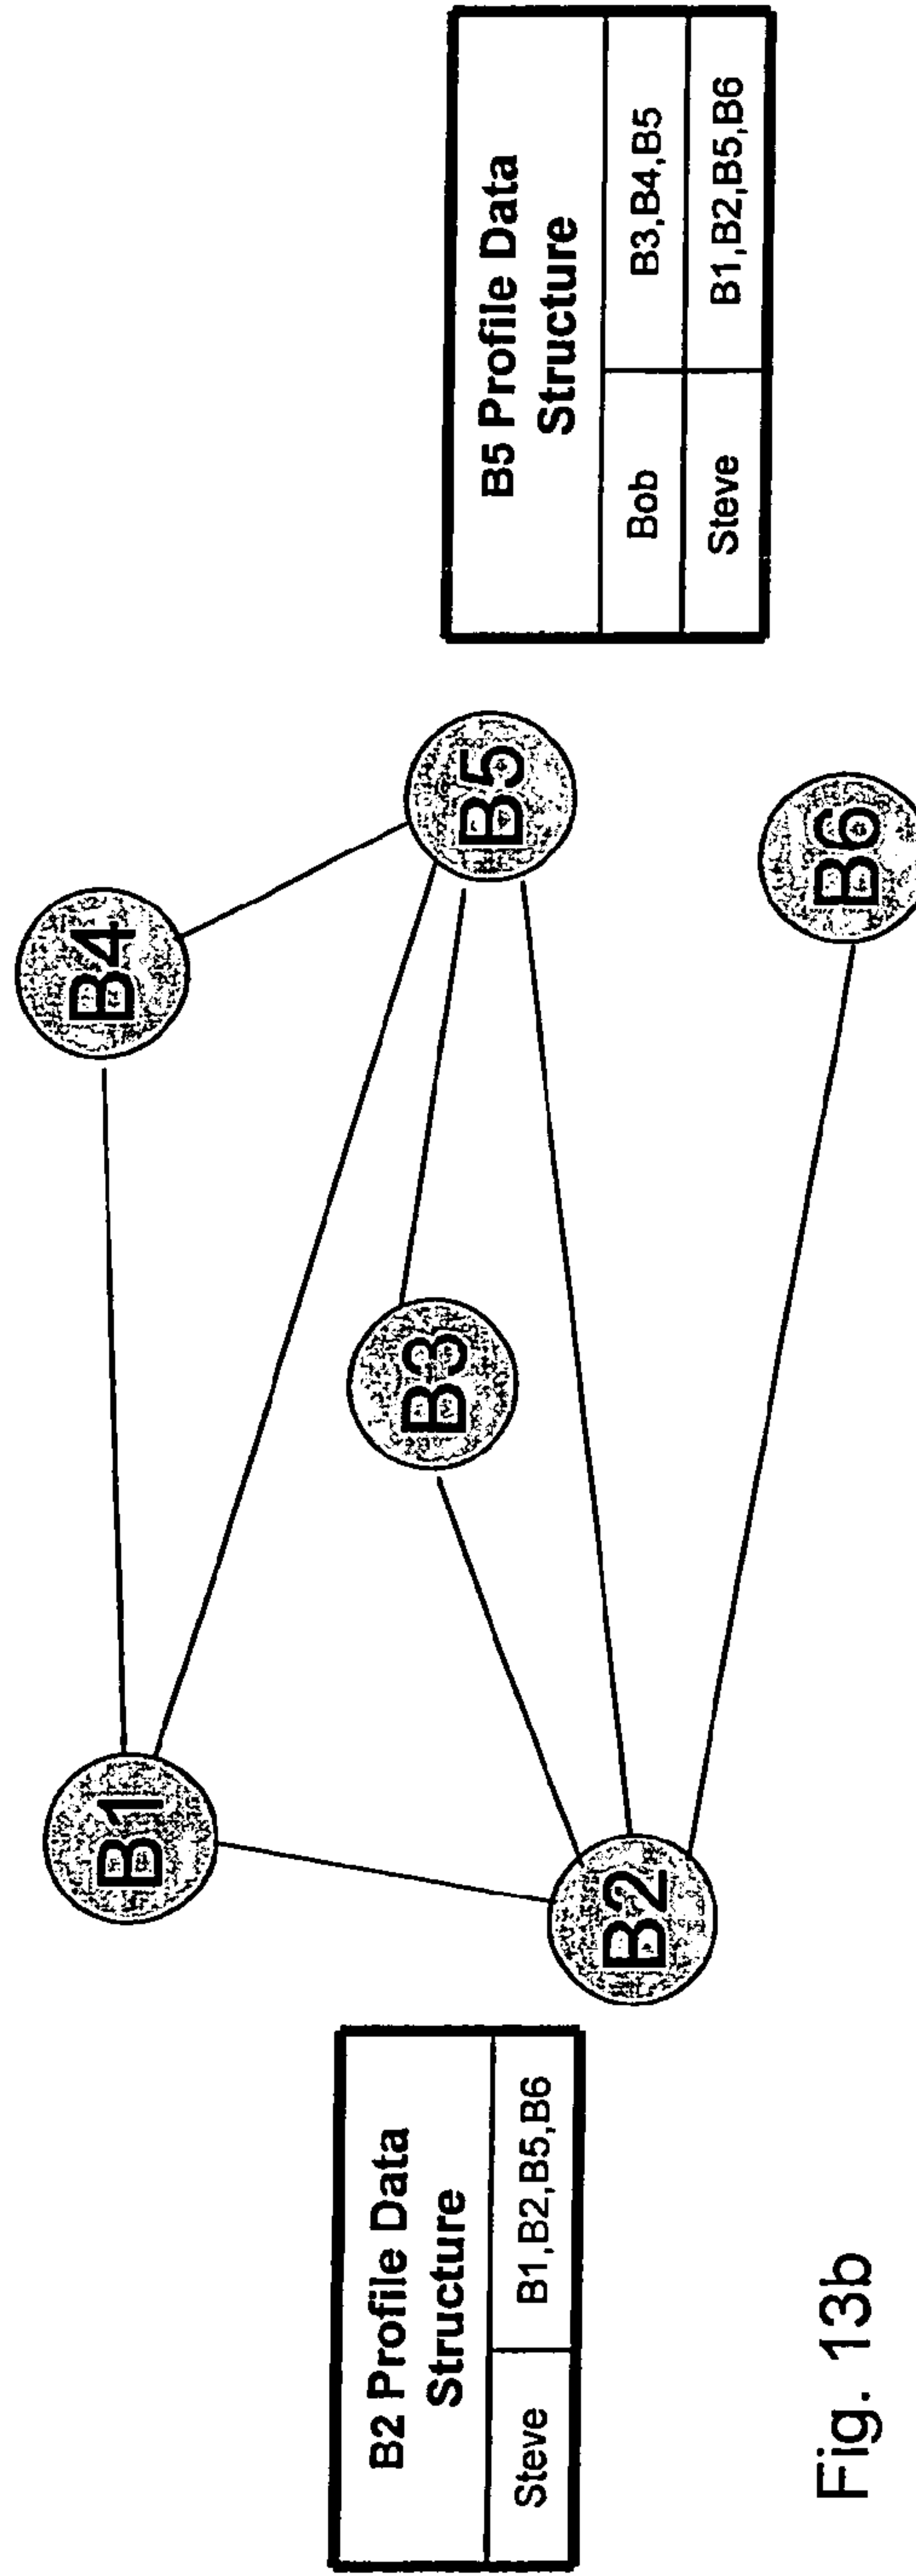 B2 Profile Data
Structure
Steve
B1,B2,B5,B6
B1
B2
B3
B4
B5
B6
B5 Profile Data
Structure
Bob
B3,B4,B5
Steve
B1,B2,B5,B6
Fig. 13b